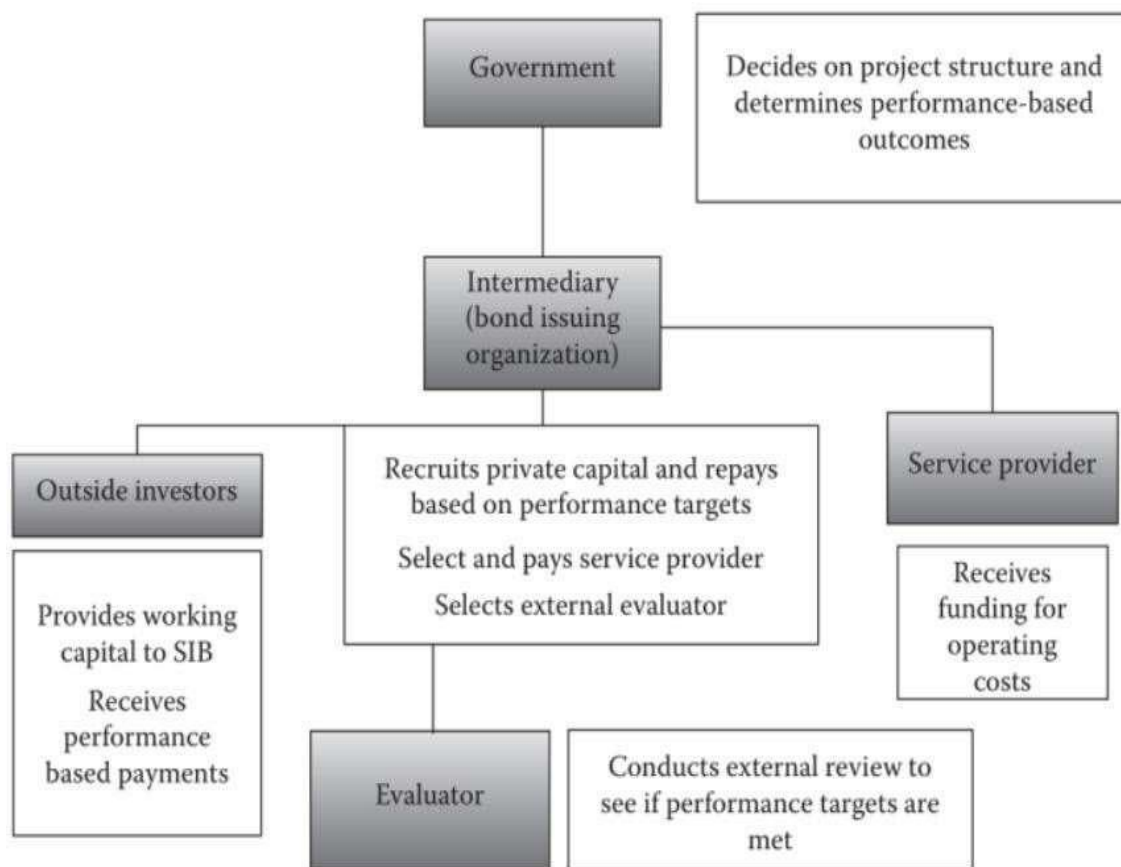 Government
Decides on project structure and
determines performance-based
outcomes
Intermediary
(bond issuing
organization)
Outside investors
Recruits private capital and repays
based on performance targets
Select and pays service provider
Selects external evaluator
Service provider
Provides working
capital to SIB
Receives
performance
based payments
Receives
funding for
operating
costs
Evaluator
Conducts external review to
see if performance targets are
met